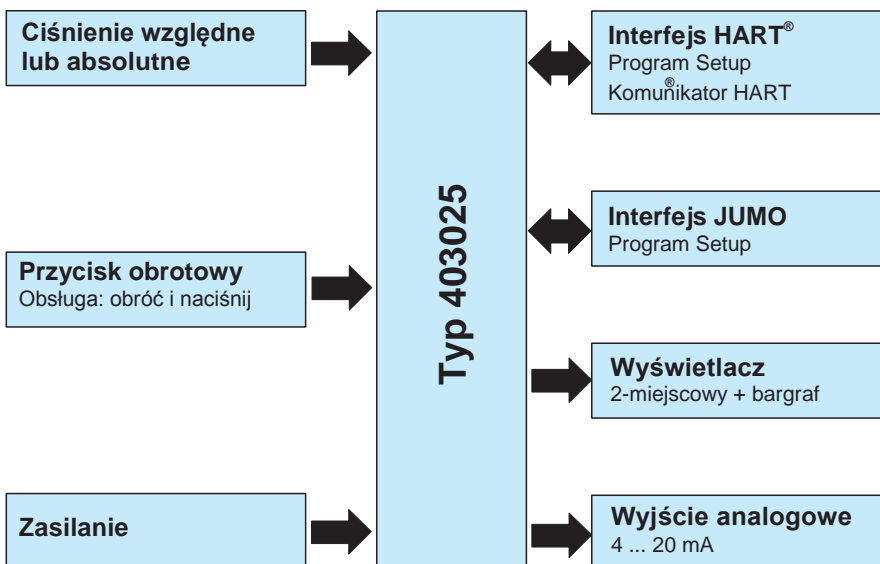 Ciśnienie względne
lub absolutne
Przycisk obrotowy
Obsługa: obróć i naciśnij
Zasilanie
Typ 403025
Interfejs HART®
Program Setup
Komunikator HART®
Interfejs JUMO
Program Setup
Wyświetlacz
2-miejscowy + bargraf
Wyjście analogowe
4 ... 20 mA